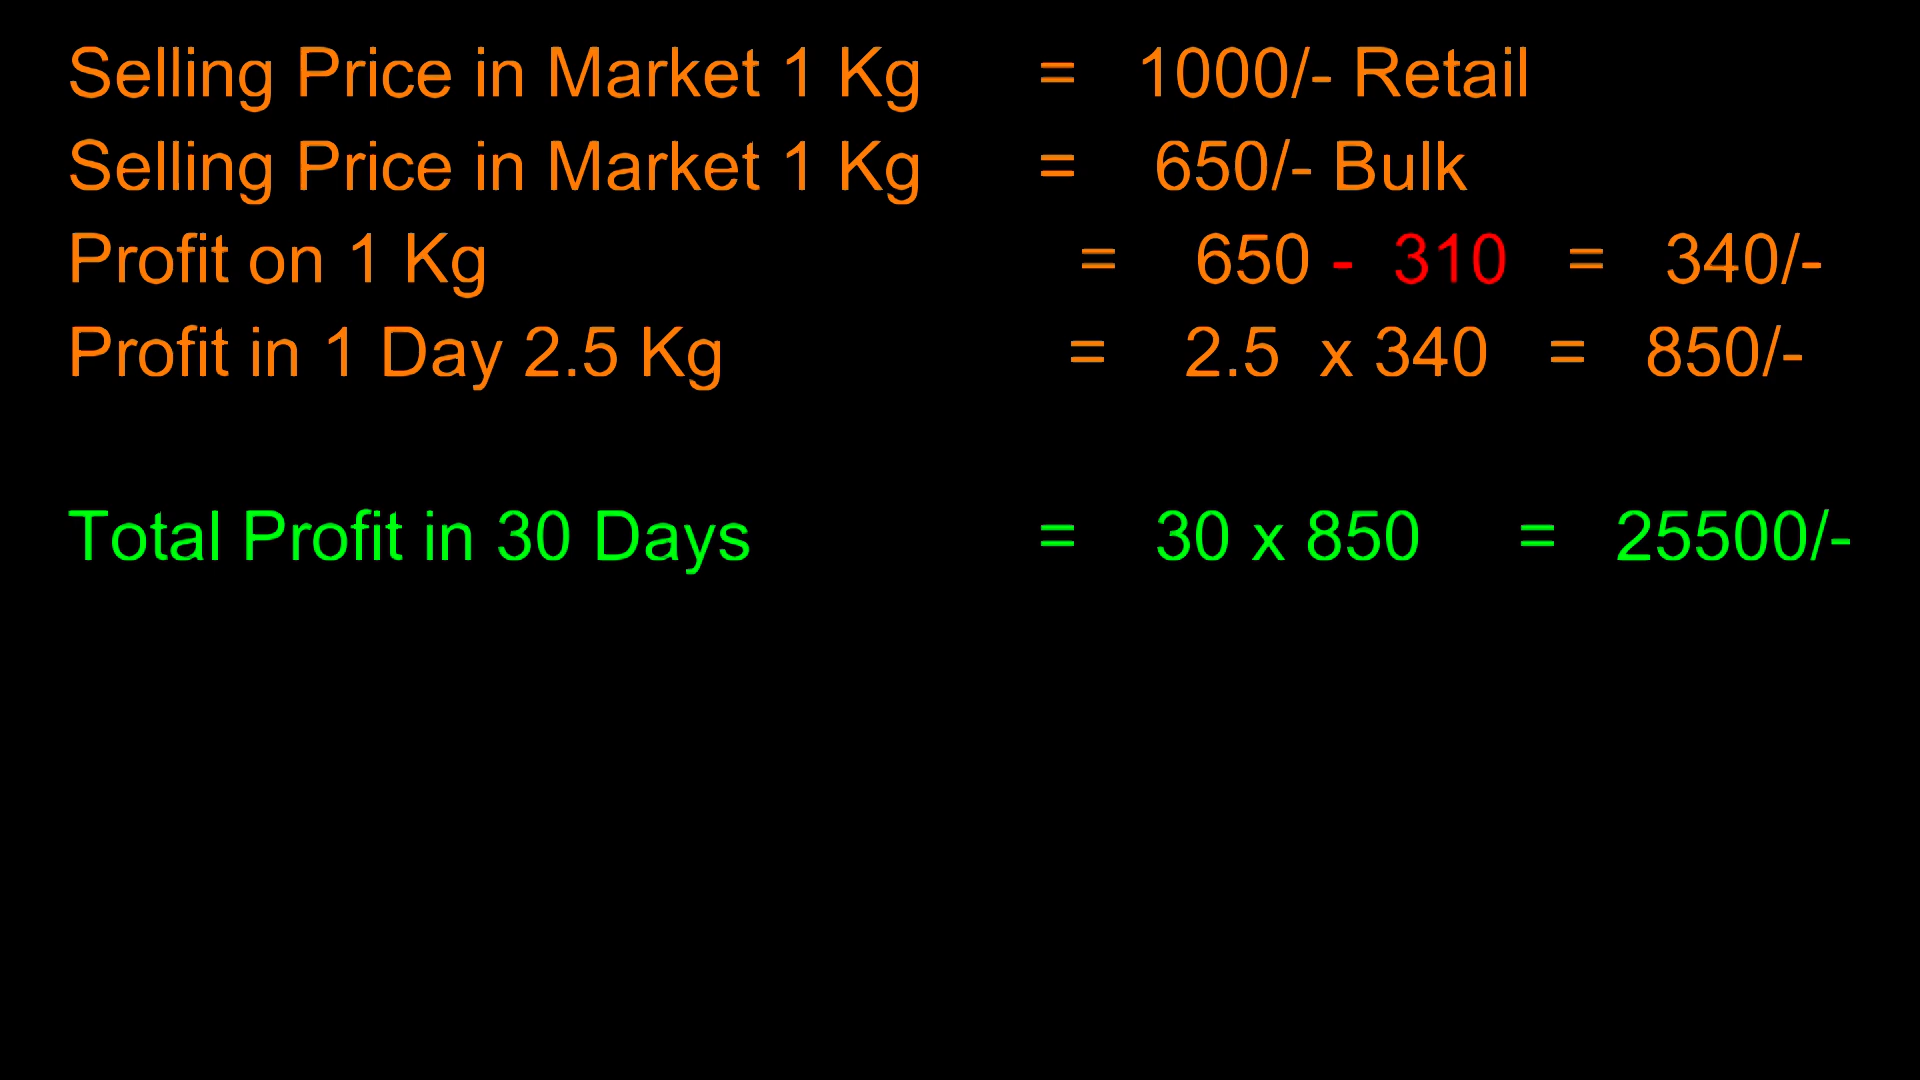 Selling Price in Market 1 Kg = 1000/- Retail
Selling Price in Market 1 Kg = 650/- Bulk
Profit on 1 Kg = 650 - 310 = 340/-
Profit in 1 Day 2.5 Kg = 2.5 x 340 = 850/-
Total Profit in 30 Days = 30 x 850 = 25500/-